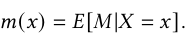 m(x) = E[M|X = x].